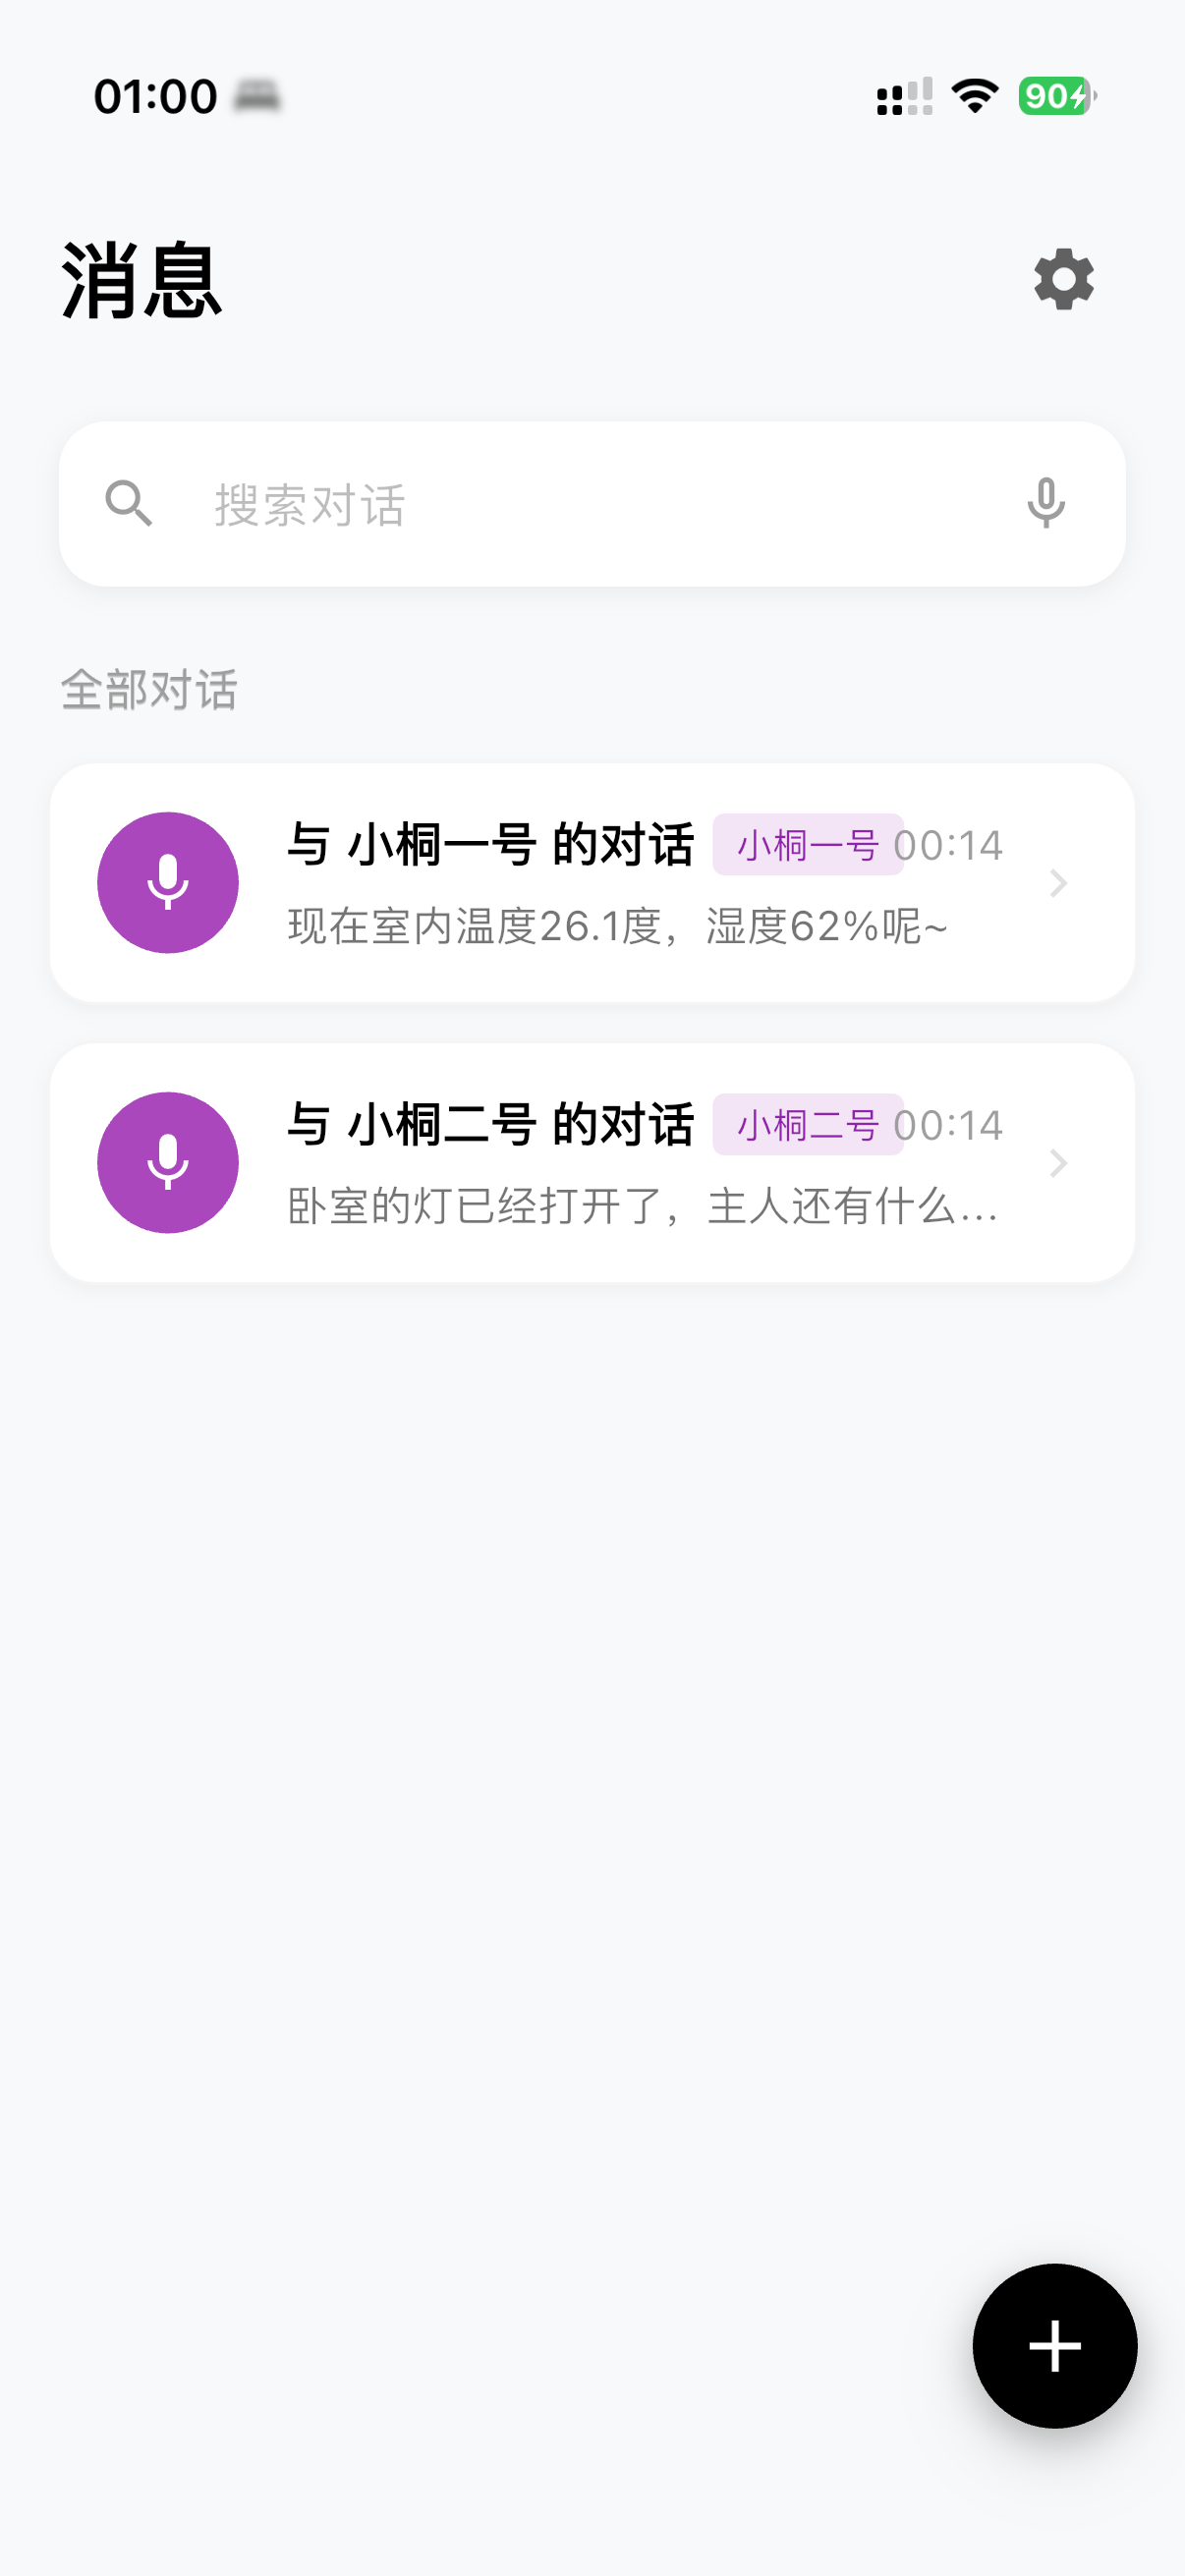 01:00
90
消息
搜索对话
全部对话
与 小桐一号 的对话 小桐一号 00:14
现在室内温度26.1度，湿度62%呢~
与 小桐二号 的对话 小桐二号 00:14
卧室的灯已经打开了，主人还有什么...